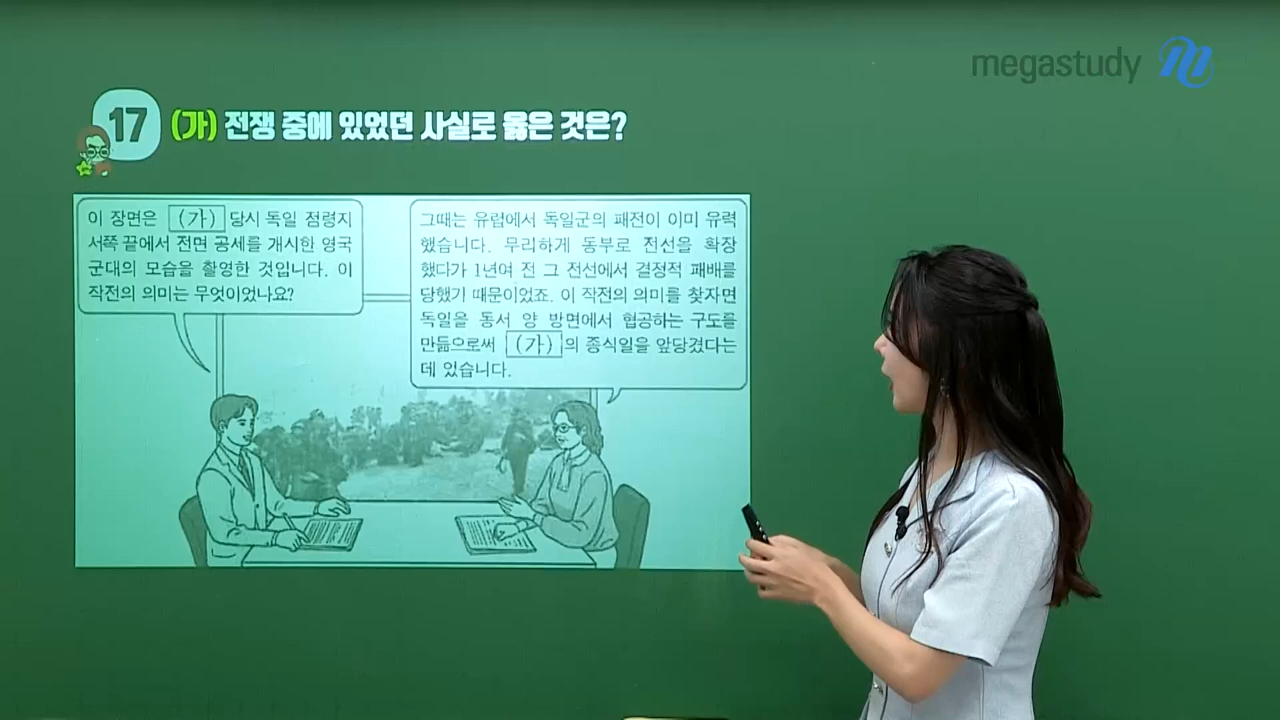 megastudy
17 (가) 전쟁 중에 있었던 사실로 옳은 것은?
이 장면은 (가) 당시 독일 점령지
서쪽 끝에서 전면 공세를 개시한 영국
군대의 모습을 촬영한 것입니다. 이
작전의 의미는 무엇이었나요?
그때는 유럽에서 독일군의 패전이 이미 유력
했습니다. 무리하게 동부로 전선을 확장
했다가 1년여 전 그 전선에서 결정적 패배를
당했기 때문이었죠. 이 작전의 의미를 찾자면
독일을 동서 양 방면에서 협공하는 구도를
만듦으로써 (가)의 종식일을 앞당겼다는
데 있습니다.